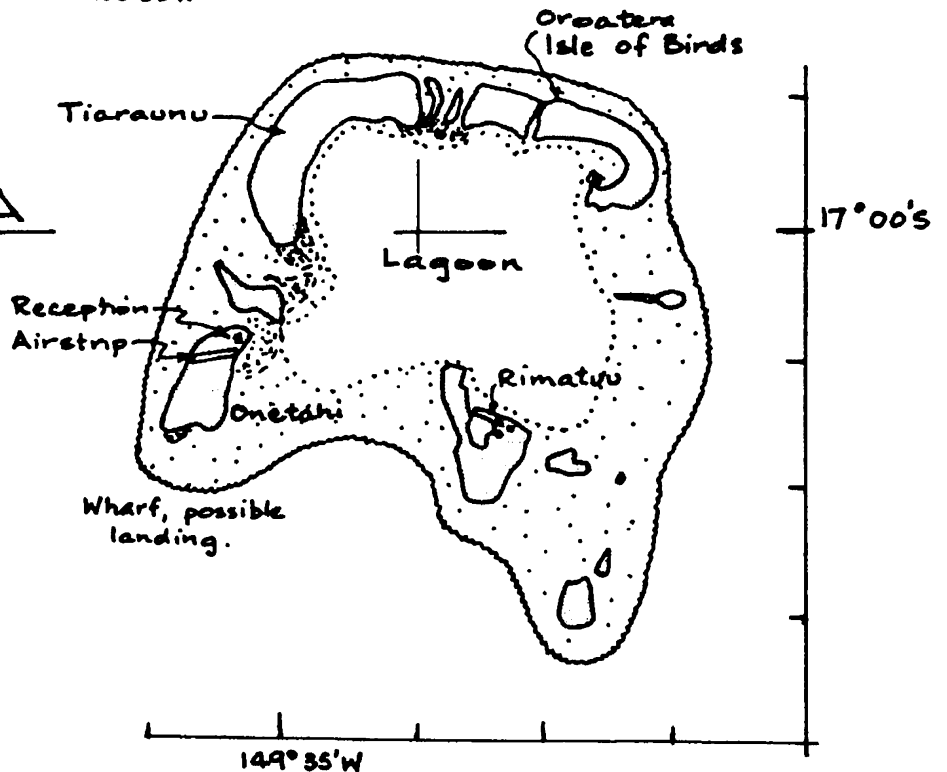 Oroatera
Isle of Birds
Tiaraunu
17°00's
Lagoon
Reception
Airstrip
Rimatuu
Onetahi
Wharf, possible
landing.
149°35'W